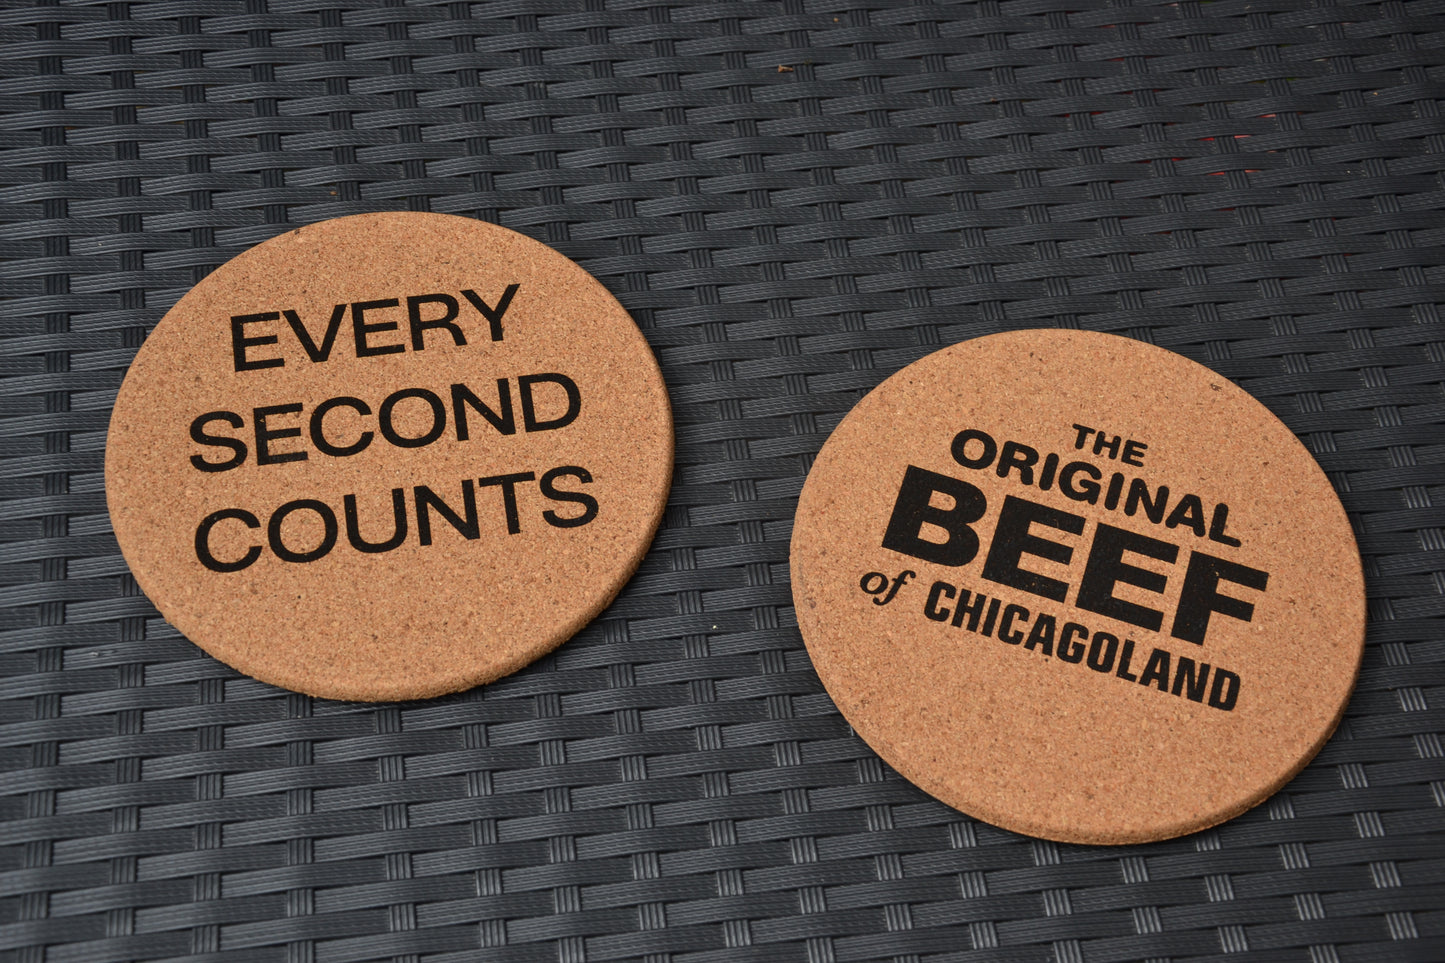 EVERY
SECOND
COUNTS
THE
ORIGINAL
BEEF
of CHICAGOLAND